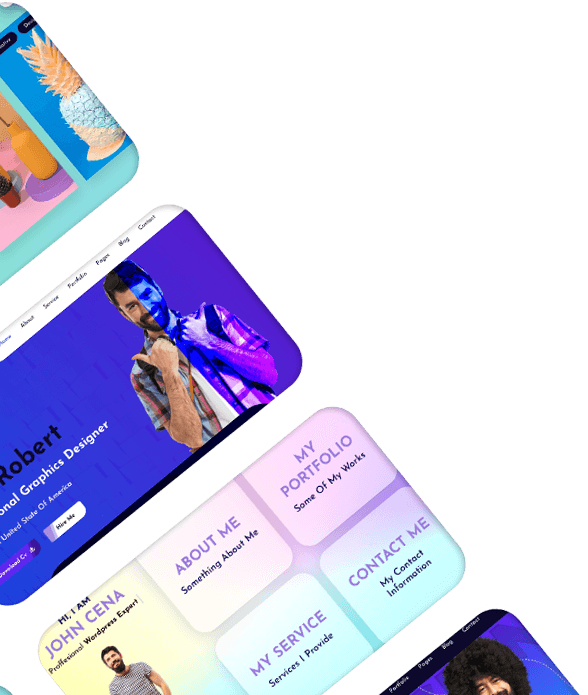 Home About Service Portfolio Pages Blog Contact
Robert
onal Graphics Designer
United State Of America
Download Cv
Hire Me
MY
PORTFOLIO
Some Of My Works
ABOUT ME
Something About Me
CONTACT ME
My Contact
Information
MY SERVICE
Services I Provide
HI, I AM
JOHN CENA
Proffesional Wordpress Expert
Portfolio Pages Blog Contact